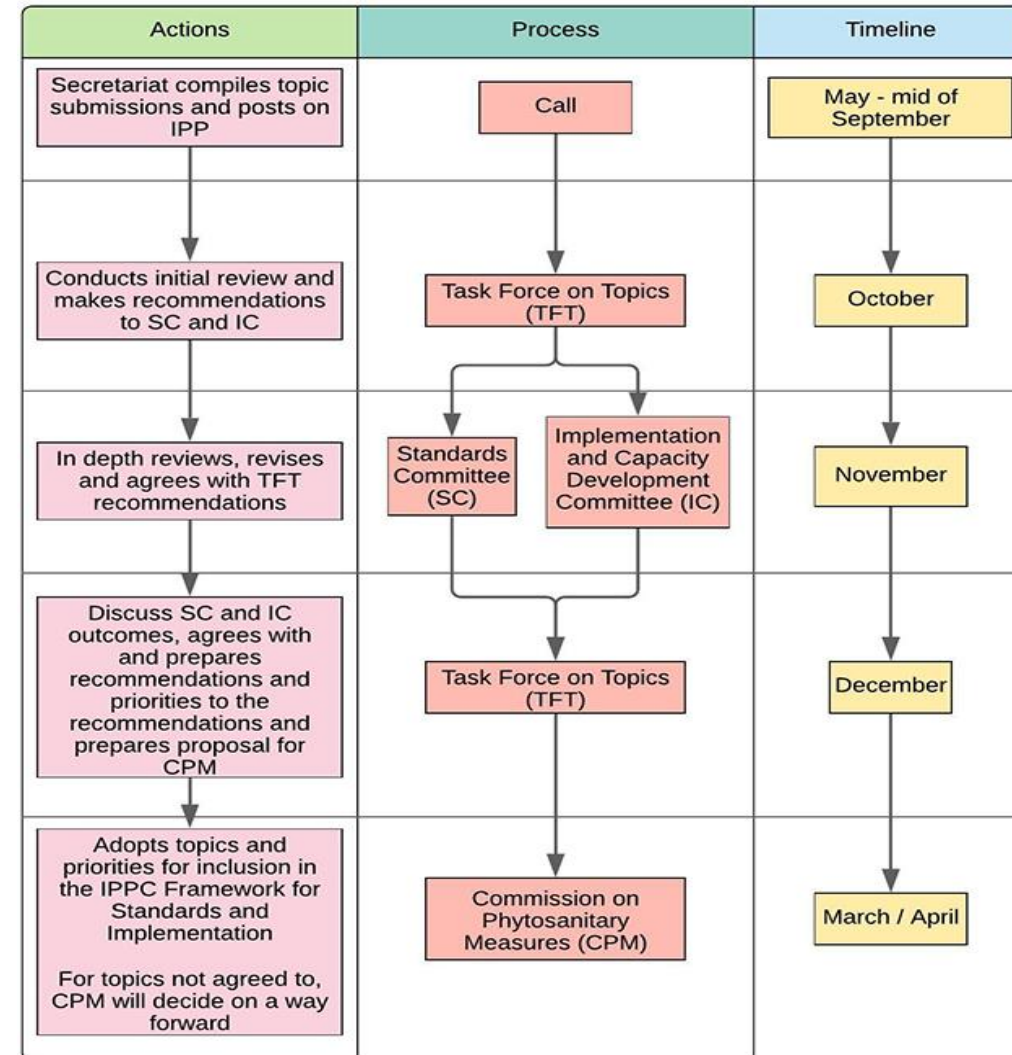 Actions
Process
Timeline
Secretariat compiles topic
submissions and posts on
IPP
Call
May - mid of
September
Conducts initial review and
makes recommendations
to SC and IC
Task Force on Topics
(TFT)
October
In depth reviews, revises
and agrees with TFT
recommendations
Standards
Committee
(SC)
Implementation
and Capacity
Development
Committee (IC)
November
Discuss SC and IC
outcomes, agrees with
and prepares
recommendations and
priorities to the
recommendations and
prepares proposal for
CPM
Task Force on Topics
(TFT)
December
Adopts topics and
priorities for inclusion in
the IPPC Framework for
Standards and
Implementation
For topics not agreed to,
CPM will decide on a way
forward
Commission on
Phytosanitary
Measures (CPM)
March / April